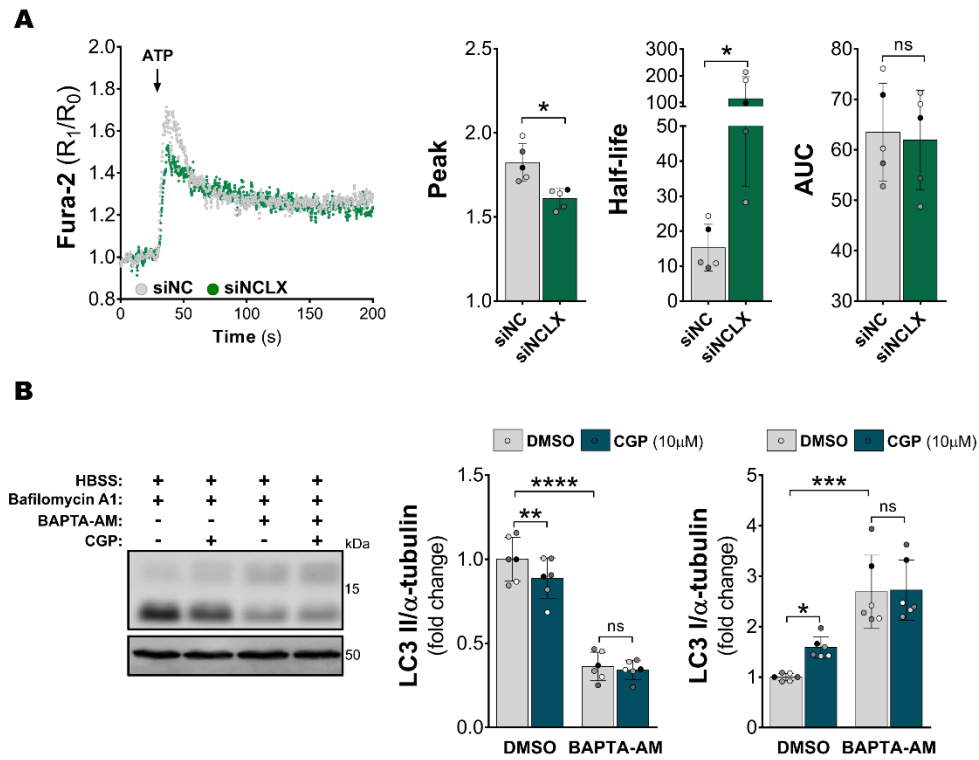 A
Fura-2 (R1/R0)
2.0
1.8
1.6
1.4
1.2
1.0
0.8
ATP
siNC
siNCLX
0
50
100
150
200
Time (s)
Peak
2.5
2.0
1.5
1.0
*
siNC
siNCLX
Half-life
300
200
100
50
40
30
20
10
0
*
siNC
siNCLX
AUC
80
70
60
50
40
30
ns
siNC
siNCLX
B
HBSS: + + + +
Bafilomycin A1: + + + +
BAPTA-AM: - - + +
CGP: - + - +
kDa
15
50
DMSO CGP (10μM)
LC3 II/α-tubulin
(fold change)
1.5
1.0
0.5
0.0
****
**
ns
DMSO BAPTA-AM
DMSO CGP (10μM)
LC3 I/α-tubulin
(fold change)
5
4
3
2
1
0
***
*
ns
DMSO BAPTA-AM